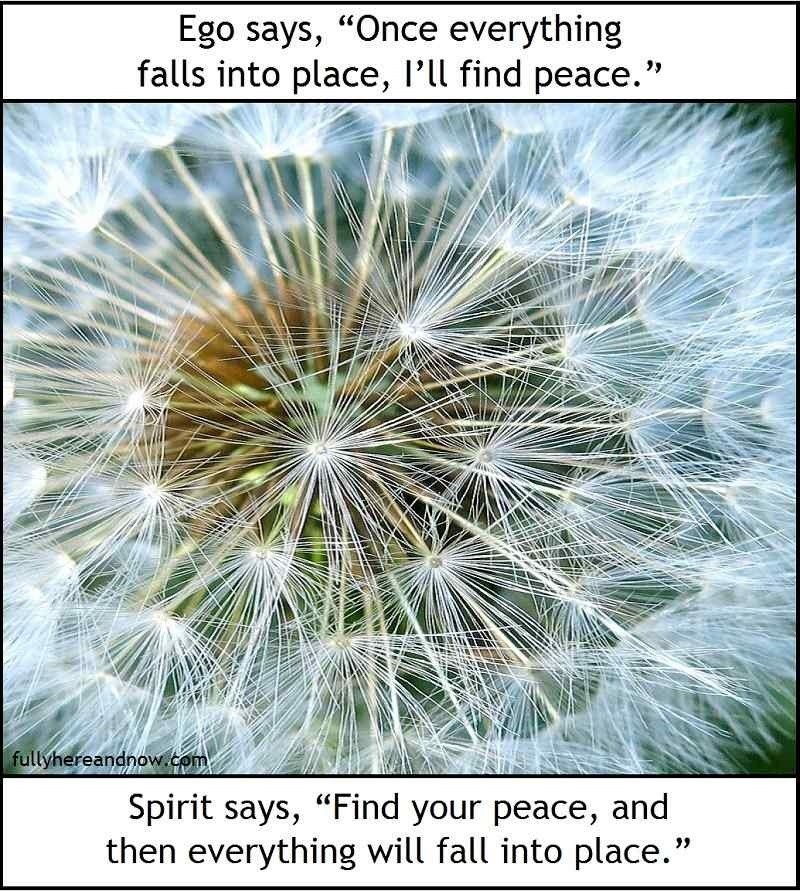 Ego says, “Once everything
falls into place, I’ll find peace.”
fullyhereandnow.com
Spirit says, “Find your peace, and
then everything will fall into place.”